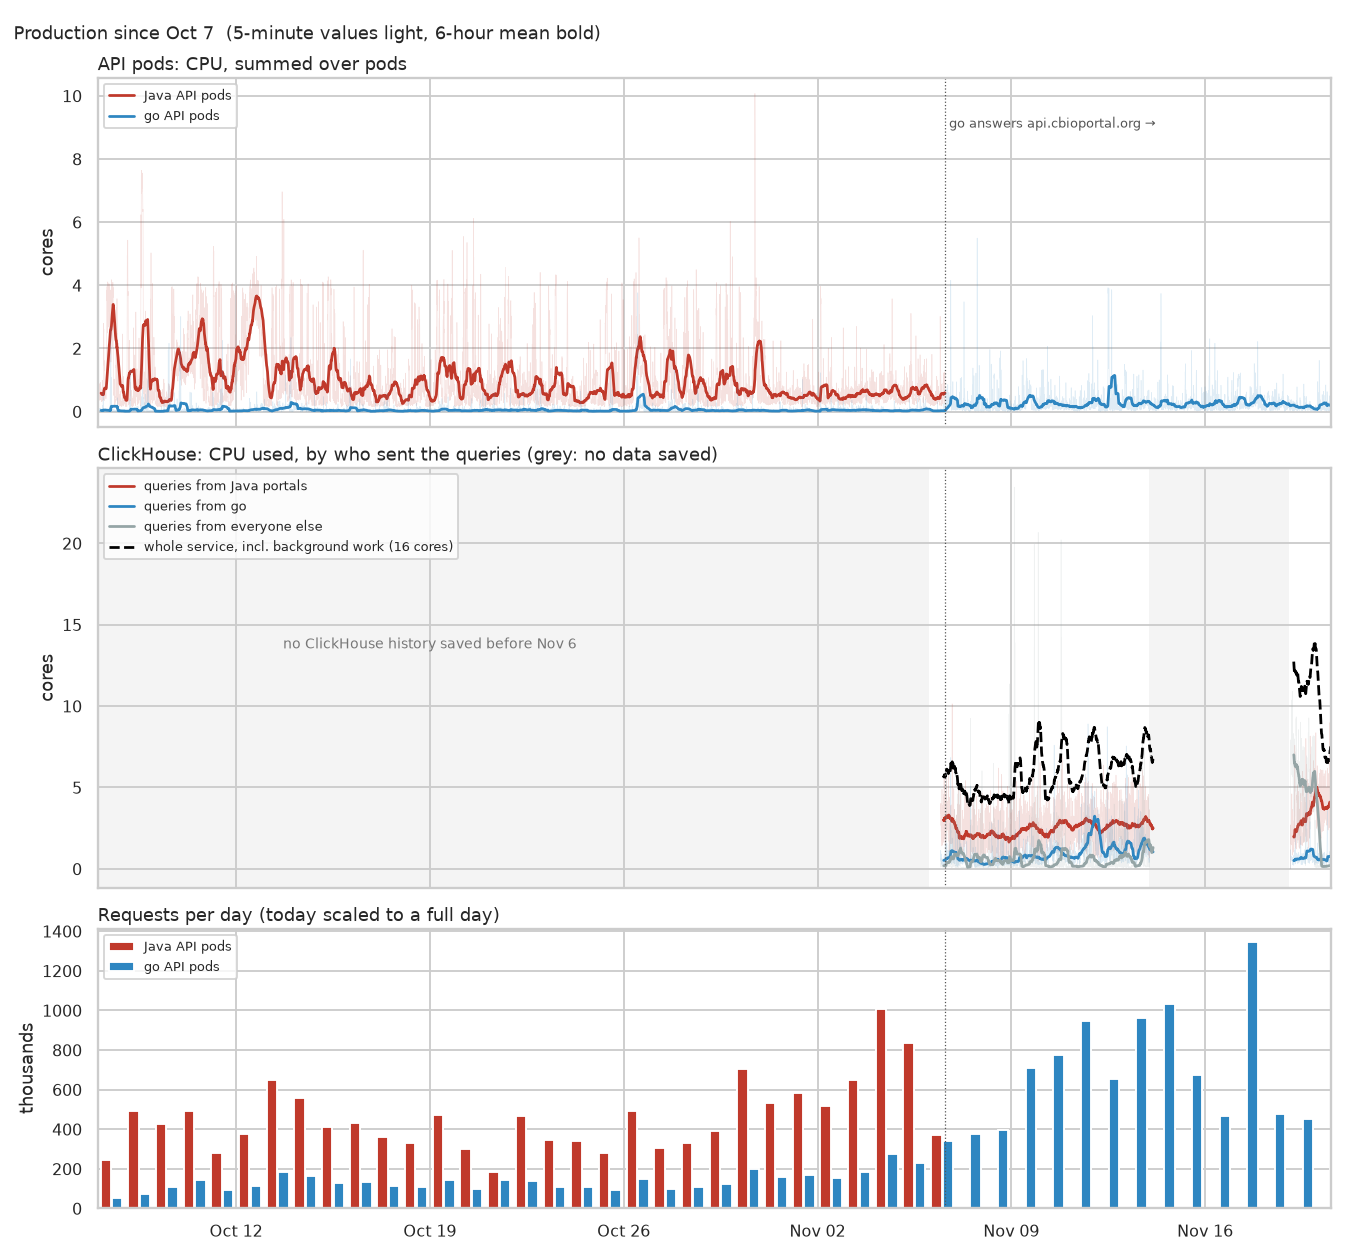 Production since Oct 7  (5-minute values light, 6-hour mean bold)
API pods: CPU, summed over pods
Java API pods
go API pods
go answers api.cbioportal.org →
10
8
6
4
2
0
cores
ClickHouse: CPU used, by who sent the queries (grey: no data saved)
queries from Java portals
queries from go
queries from everyone else
whole service, incl. background work (16 cores)
no ClickHouse history saved before Nov 6
20
15
10
5
0
cores
Requests per day (today scaled to a full day)
Java API pods
go API pods
1400
1200
1000
800
600
400
200
0
thousands
Oct 12
Oct 19
Oct 26
Nov 02
Nov 09
Nov 16